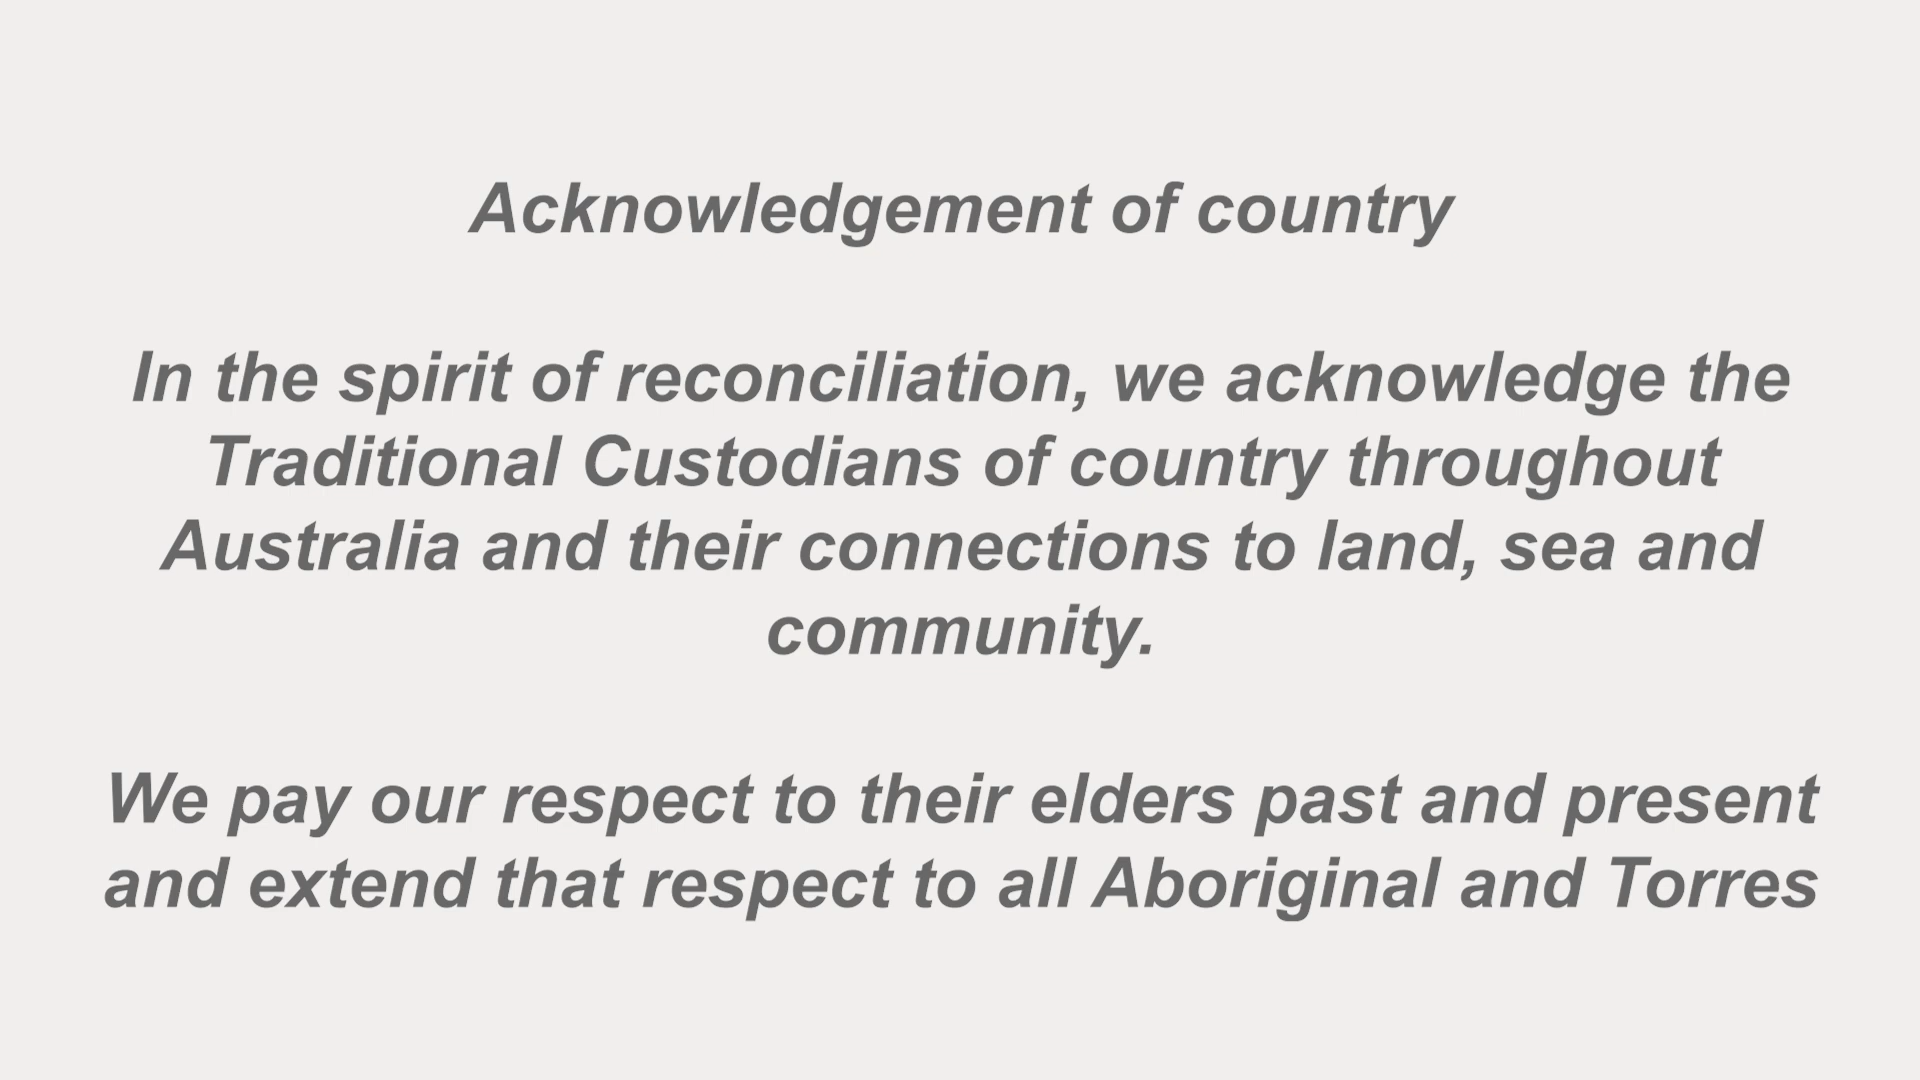 Acknowledgement of country
In the spirit of reconciliation, we acknowledge the
Traditional Custodians of country throughout
Australia and their connections to land, sea and
community.
We pay our respect to their elders past and present
and extend that respect to all Aboriginal and Torres